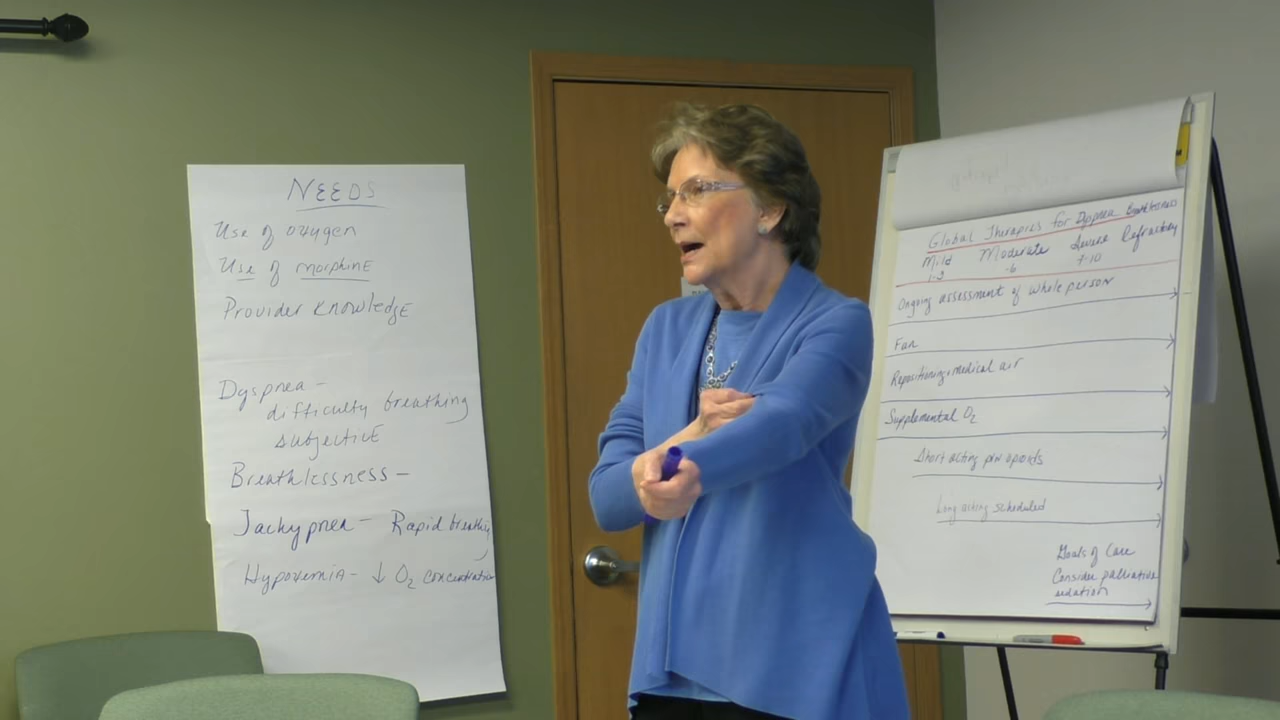 NEEDS
Use of oxygen
Use of morphine
Provider Knowledge
Dyspnea -
difficulty breathing
subjective
Breathlessness -
Tachypnea - Rapid breathing
Hypoxemia - ↓ O₂ concentration
Global Therapies for Dyspnea Breathlessness
Mild Moderate Severe Refractory
1-3 -6 7-10
Ongoing assessment of whole person
Fan
Repositioning, medical air
Supplemental O₂
Short acting prn opoids
Long acting scheduled
Goals of Care
Consider palliative
sedation